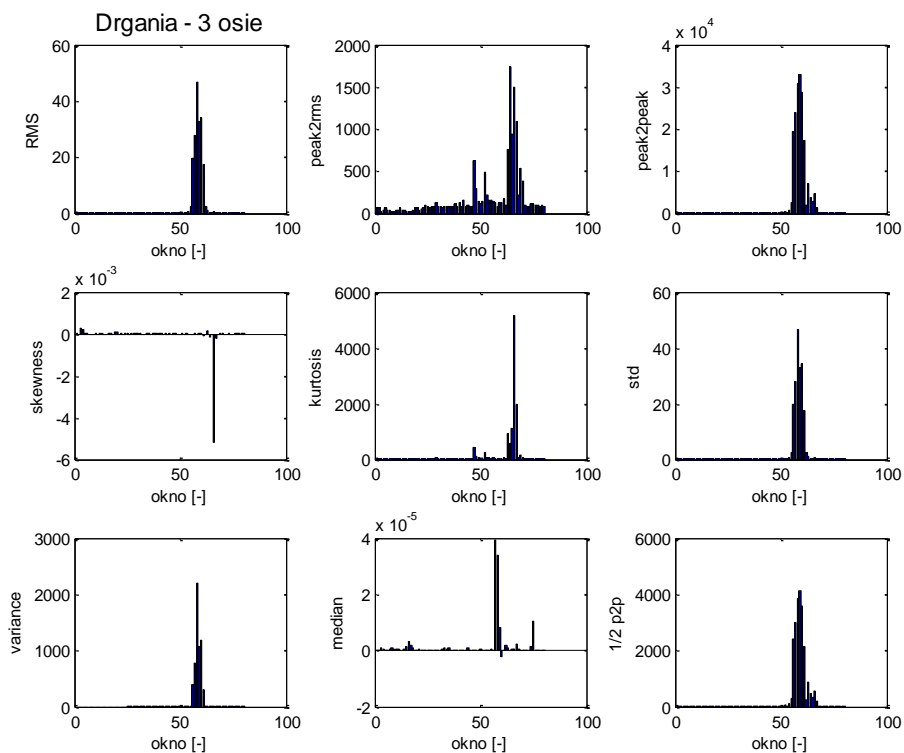 Drgania - 3 osie
60
40
20
0
0 50 100
RMS
okno [-]
2000
1500
1000
500
0
0 50 100
peak2rms
okno [-]
x 10^4
4
3
2
1
0
0 50 100
peak2peak
okno [-]
x 10^-3
2
0
-2
-4
-6
0 50 100
skewness
okno [-]
6000
4000
2000
0
0 50 100
kurtosis
okno [-]
60
40
20
0
0 50 100
std
okno [-]
3000
2000
1000
0
0 50 100
variance
okno [-]
x 10^-5
4
2
0
-2
0 50 100
median
okno [-]
6000
4000
2000
0
0 50 100
1/2 p2p
okno [-]